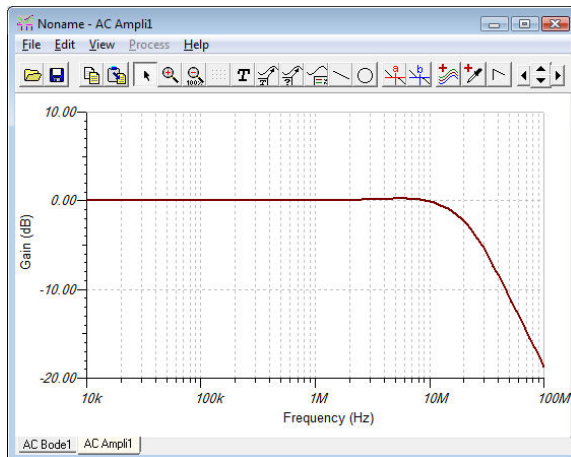 Noname - AC Ampli1
File Edit View Process Help
100% T T ? a b
10.00
0.00
-10.00
-20.00
Gain (dB)
10k 100k 1M 10M 100M
Frequency (Hz)
AC Bode1 AC Ampli1